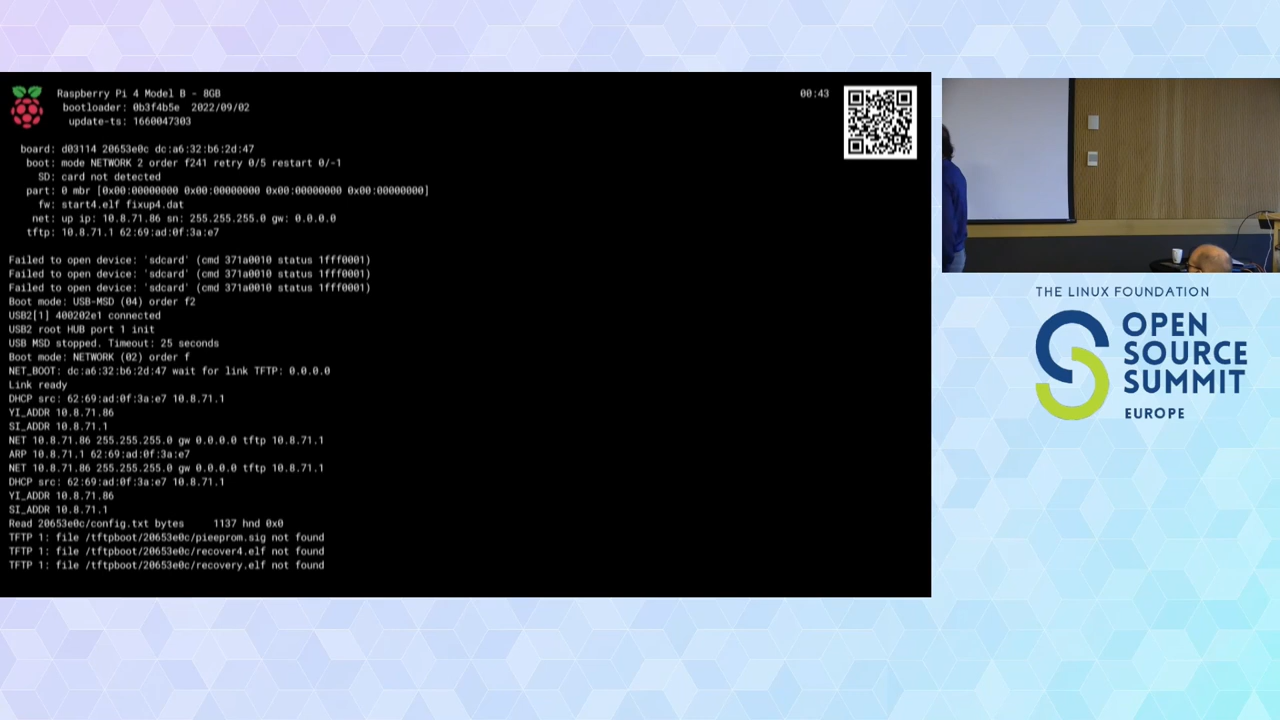 Raspberry Pi 4 Model B - 8GB
bootloader: 0b3f4b5e 2022/09/02
update-ts: 1660047303
00:43
board: d03114 20653e0c dc:a6:32:b6:2d:47
boot: mode NETWORK 2 order f241 retry 0/5 restart 0/-1
SD: card not detected
part: 0 mbr [0x00:00000000 0x00:00000000 0x00:00000000 0x00:00000000]
fw: start4.elf fixup4.dat
net: up ip: 10.8.71.86 sn: 255.255.255.0 gw: 0.0.0.0
tftp: 10.8.71.1 62:69:ad:0f:3a:e7
Failed to open device: 'sdcard' (cmd 371a0010 status 1fff0001)
Failed to open device: 'sdcard' (cmd 371a0010 status 1fff0001)
Failed to open device: 'sdcard' (cmd 371a0010 status 1fff0001)
Boot mode: USB-MSD (04) order f2
USB2[1] 400202e1 connected
USB2 root HUB port 1 init
USB MSD stopped. Timeout: 25 seconds
Boot mode: NETWORK (02) order f
NET_BOOT: dc:a6:32:b6:2d:47 wait for link TFTP: 0.0.0.0
Link ready
DHCP src: 62:69:ad:0f:3a:e7 10.8.71.1
YI_ADDR 10.8.71.86
SI_ADDR 10.8.71.1
NET 10.8.71.86 255.255.255.0 gw 0.0.0.0 tftp 10.8.71.1
ARP 10.8.71.1 62:69:ad:0f:3a:e7
NET 10.8.71.86 255.255.255.0 gw 0.0.0.0 tftp 10.8.71.1
DHCP src: 62:69:ad:0f:3a:e7 10.8.71.1
YI_ADDR 10.8.71.86
SI_ADDR 10.8.71.1
Read 20653e0c/config.txt bytes 1137 hnd 0x0
TFTP 1: file /tftpboot/20653e0c/pieeprom.sig not found
TFTP 1: file /tftpboot/20653e0c/recover4.elf not found
TFTP 1: file /tftpboot/20653e0c/recovery.elf not found
THE LINUX FOUNDATION
OPEN
SOURCE
SUMMIT
EUROPE